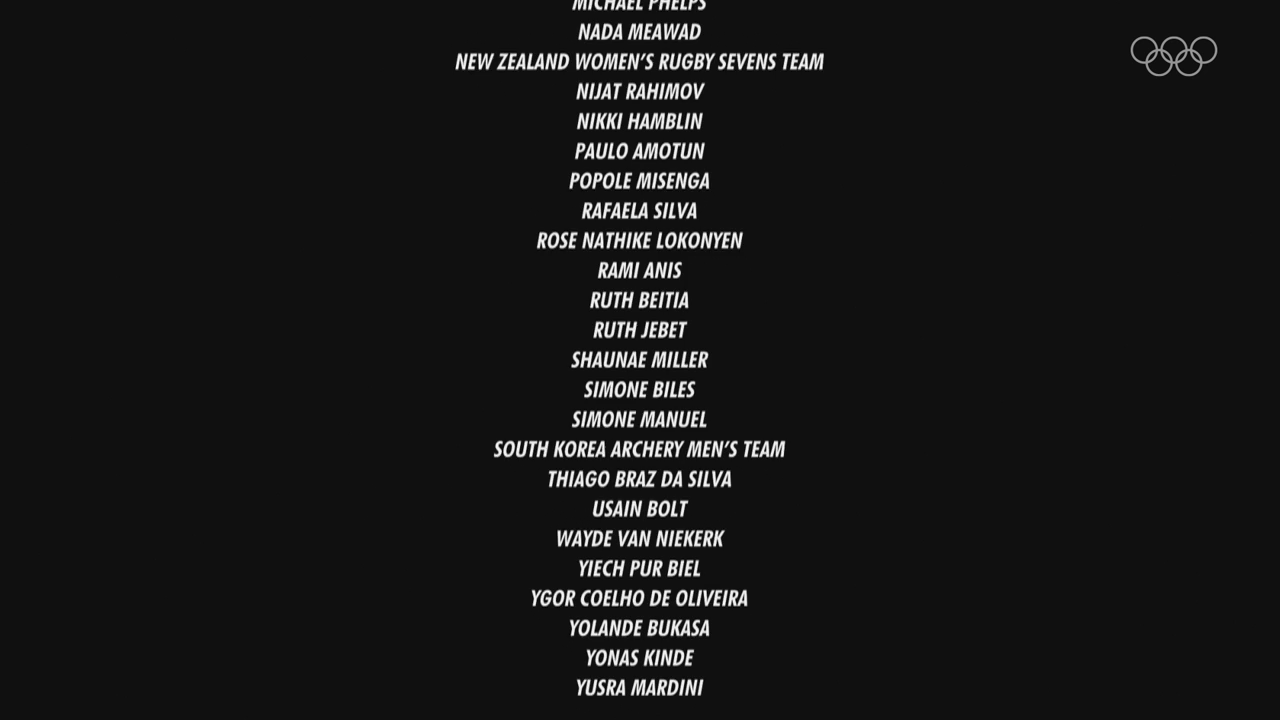 MICHAEL PHELPS
NADA MEAWAD
NEW ZEALAND WOMEN'S RUGBY SEVENS TEAM
NIJAT RAHIMOV
NIKKI HAMBLIN
PAULO AMOTUN
POPOLE MISENGA
RAFAELA SILVA
ROSE NATHIKE LOKONYEN
RAMI ANIS
RUTH BEITIA
RUTH JEBET
SHAUNAE MILLER
SIMONE BILES
SIMONE MANUEL
SOUTH KOREA ARCHERY MEN'S TEAM
THIAGO BRAZ DA SILVA
USAIN BOLT
WAYDE VAN NIEKERK
YIECH PUR BIEL
YGOR COELHO DE OLIVEIRA
YOLANDE BUKASA
YONAS KINDE
YUSRA MARDINI